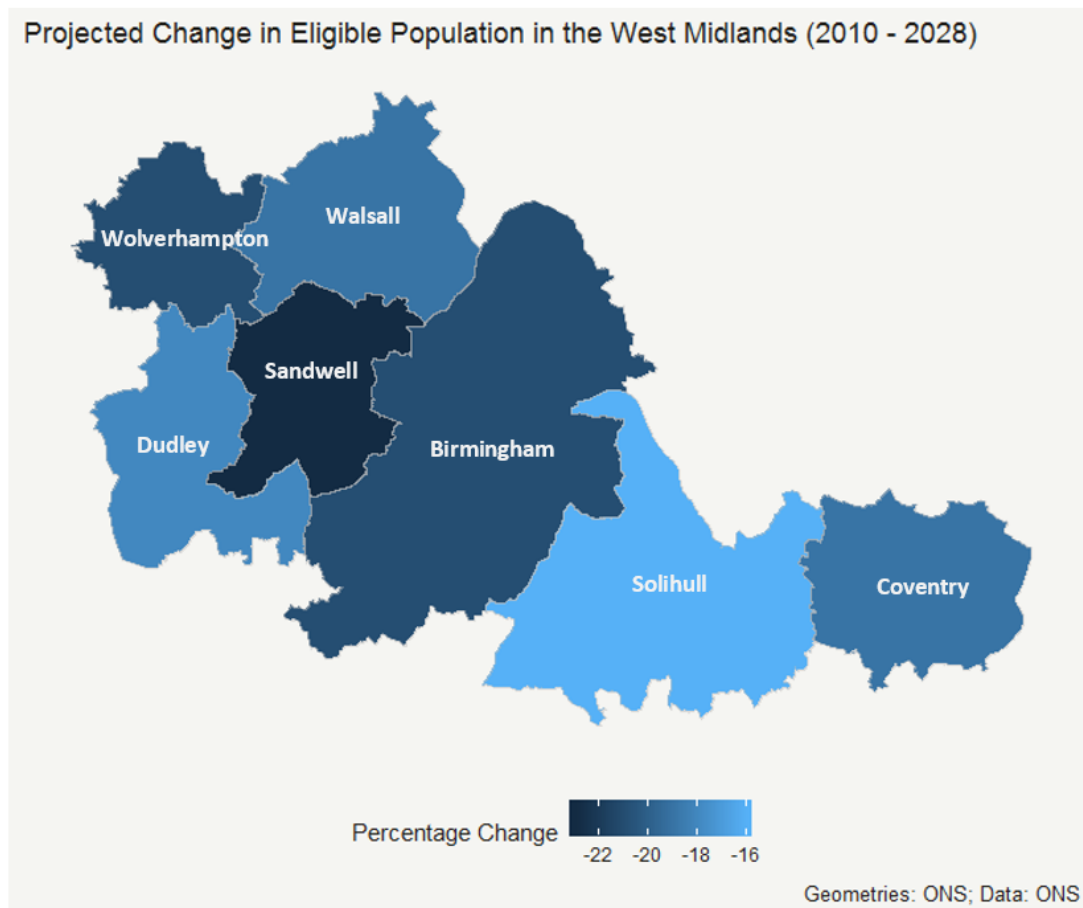 Projected Change in Eligible Population in the West Midlands (2010 - 2028)
Walsall
Wolverhampton
Sandwell
Dudley
Birmingham
Solihull
Coventry
Percentage Change
-22 -20 -18 -16
Geometries: ONS; Data: ONS